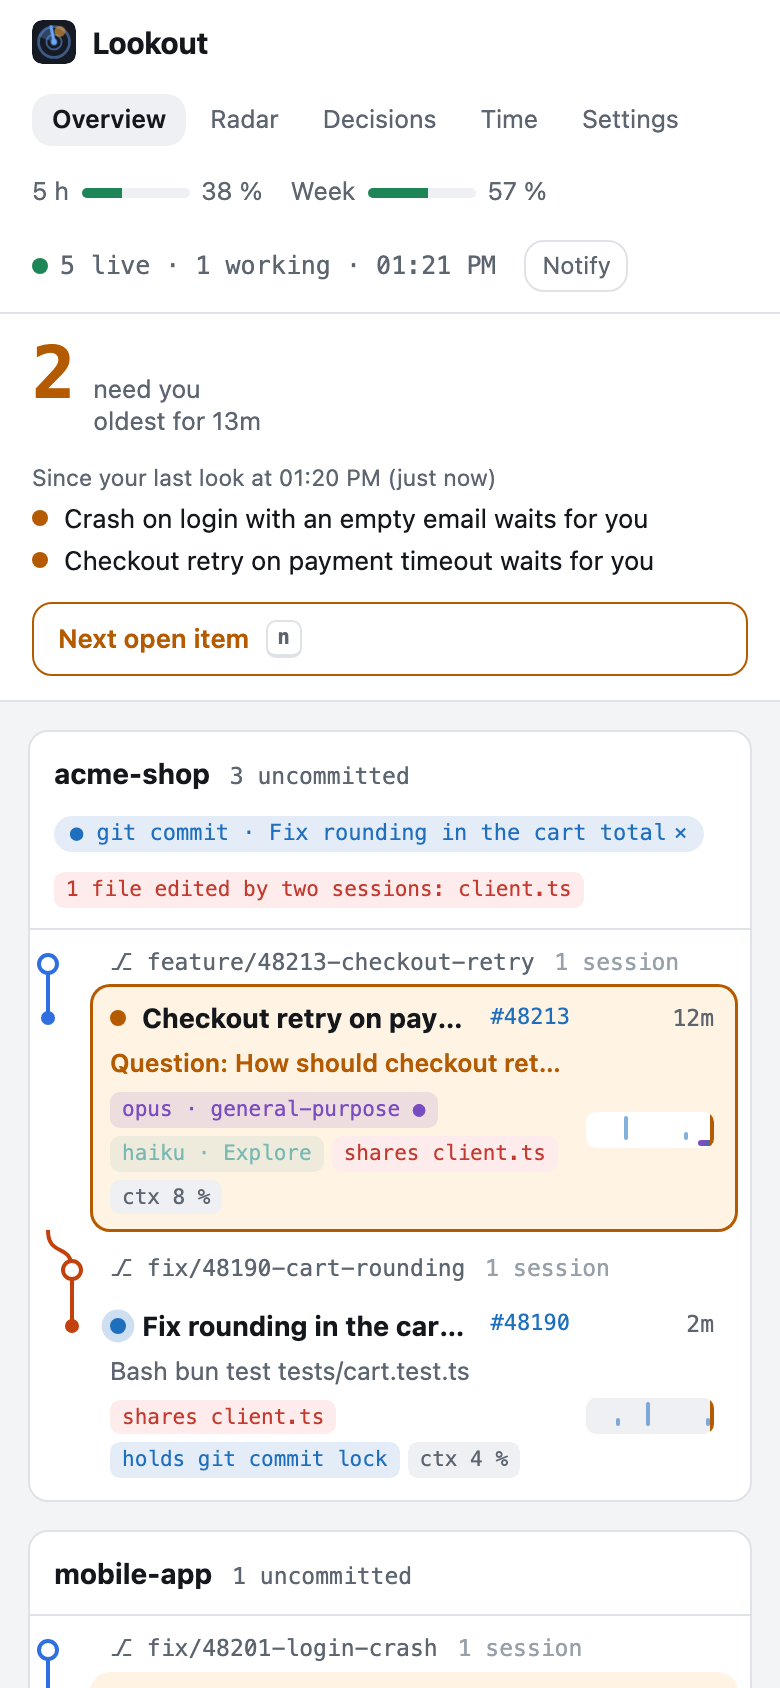 Lookout
Overview Radar Decisions Time Settings
5 h 38 % Week 57 %
5 live · 1 working · 01:21 PM Notify
2 need you
oldest for 13m
Since your last look at 01:20 PM (just now)
Crash on login with an empty email waits for you
Checkout retry on payment timeout waits for you
Next open item n
acme-shop 3 uncommitted
git commit · Fix rounding in the cart total ×
1 file edited by two sessions: client.ts
feature/48213-checkout-retry 1 session
Checkout retry on pay... #48213 12m
Question: How should checkout ret...
opus · general-purpose
haiku · Explore shares client.ts
ctx 8 %
fix/48190-cart-rounding 1 session
Fix rounding in the car... #48190 2m
Bash bun test tests/cart.test.ts
shares client.ts
holds git commit lock ctx 4 %
mobile-app 1 uncommitted
fix/48201-login-crash 1 session